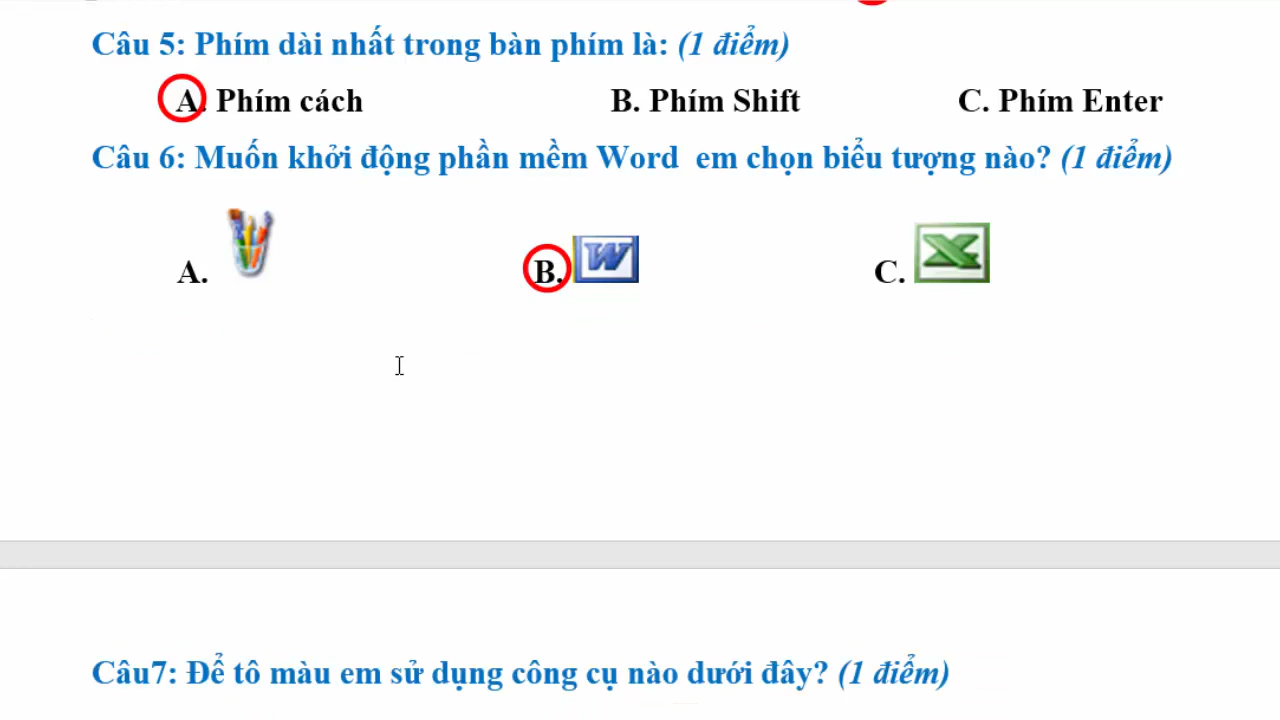 Câu 5: Phím dài nhất trong bàn phím là: (1 điểm)
A. Phím cách B. Phím Shift C. Phím Enter
Câu 6: Muốn khởi động phần mềm Word em chọn biểu tượng nào? (1 điểm)
A. B. W C. X
Câu7: Để tô màu em sử dụng công cụ nào dưới đây? (1 điểm)